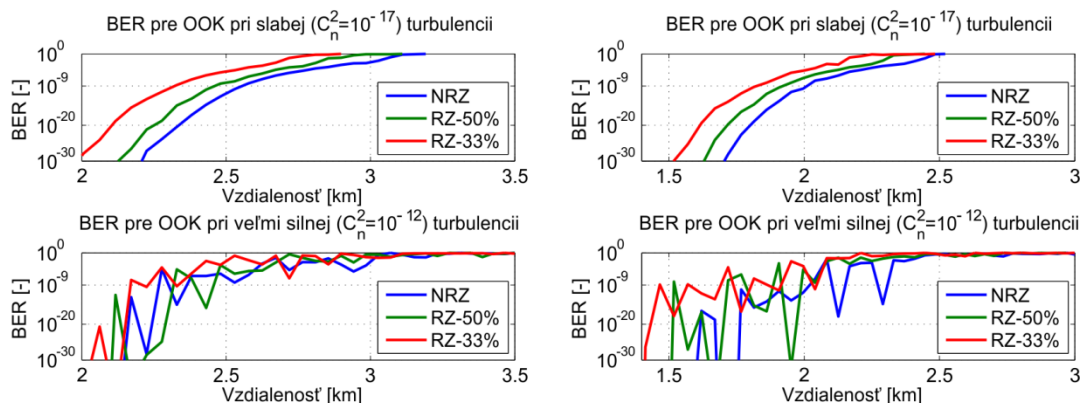 BER pre OOK pri slabej (C_n^2=10^-17) turbulencii
BER [-]
10^0
10^-9
10^-20
10^-30
NRZ
RZ-50%
RZ-33%
2 2.5 3 3.5
Vzdialenosť [km]
BER pre OOK pri slabej (C_n^2=10^-17) turbulencii
BER [-]
10^0
10^-9
10^-20
10^-30
NRZ
RZ-50%
RZ-33%
1.5 2 2.5 3
Vzdialenosť [km]
BER pre OOK pri veľmi silnej (C_n^2=10^-12) turbulencii
BER [-]
10^0
10^-9
10^-20
10^-30
NRZ
RZ-50%
RZ-33%
2 2.5 3 3.5
Vzdialenosť [km]
BER pre OOK pri veľmi silnej (C_n^2=10^-12) turbulencii
BER [-]
10^0
10^-9
10^-20
10^-30
NRZ
RZ-50%
RZ-33%
1.5 2 2.5 3
Vzdialenosť [km]